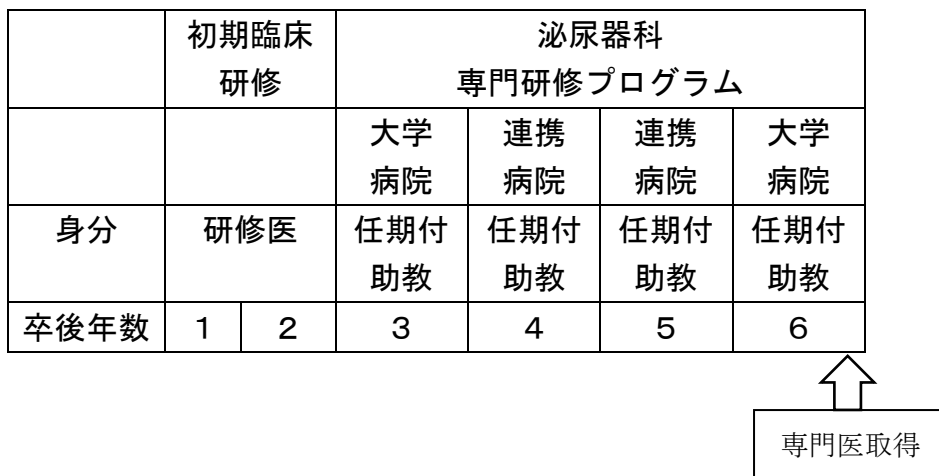 初期臨床 泌尿器科
研修 専門研修プログラム
大学 連携 連携 大学
病院 病院 病院 病院
身分 研修医 任期付 任期付 任期付 任期付
助教 助教 助教 助教
卒後年数 1 2 3 4 5 6
専門医取得